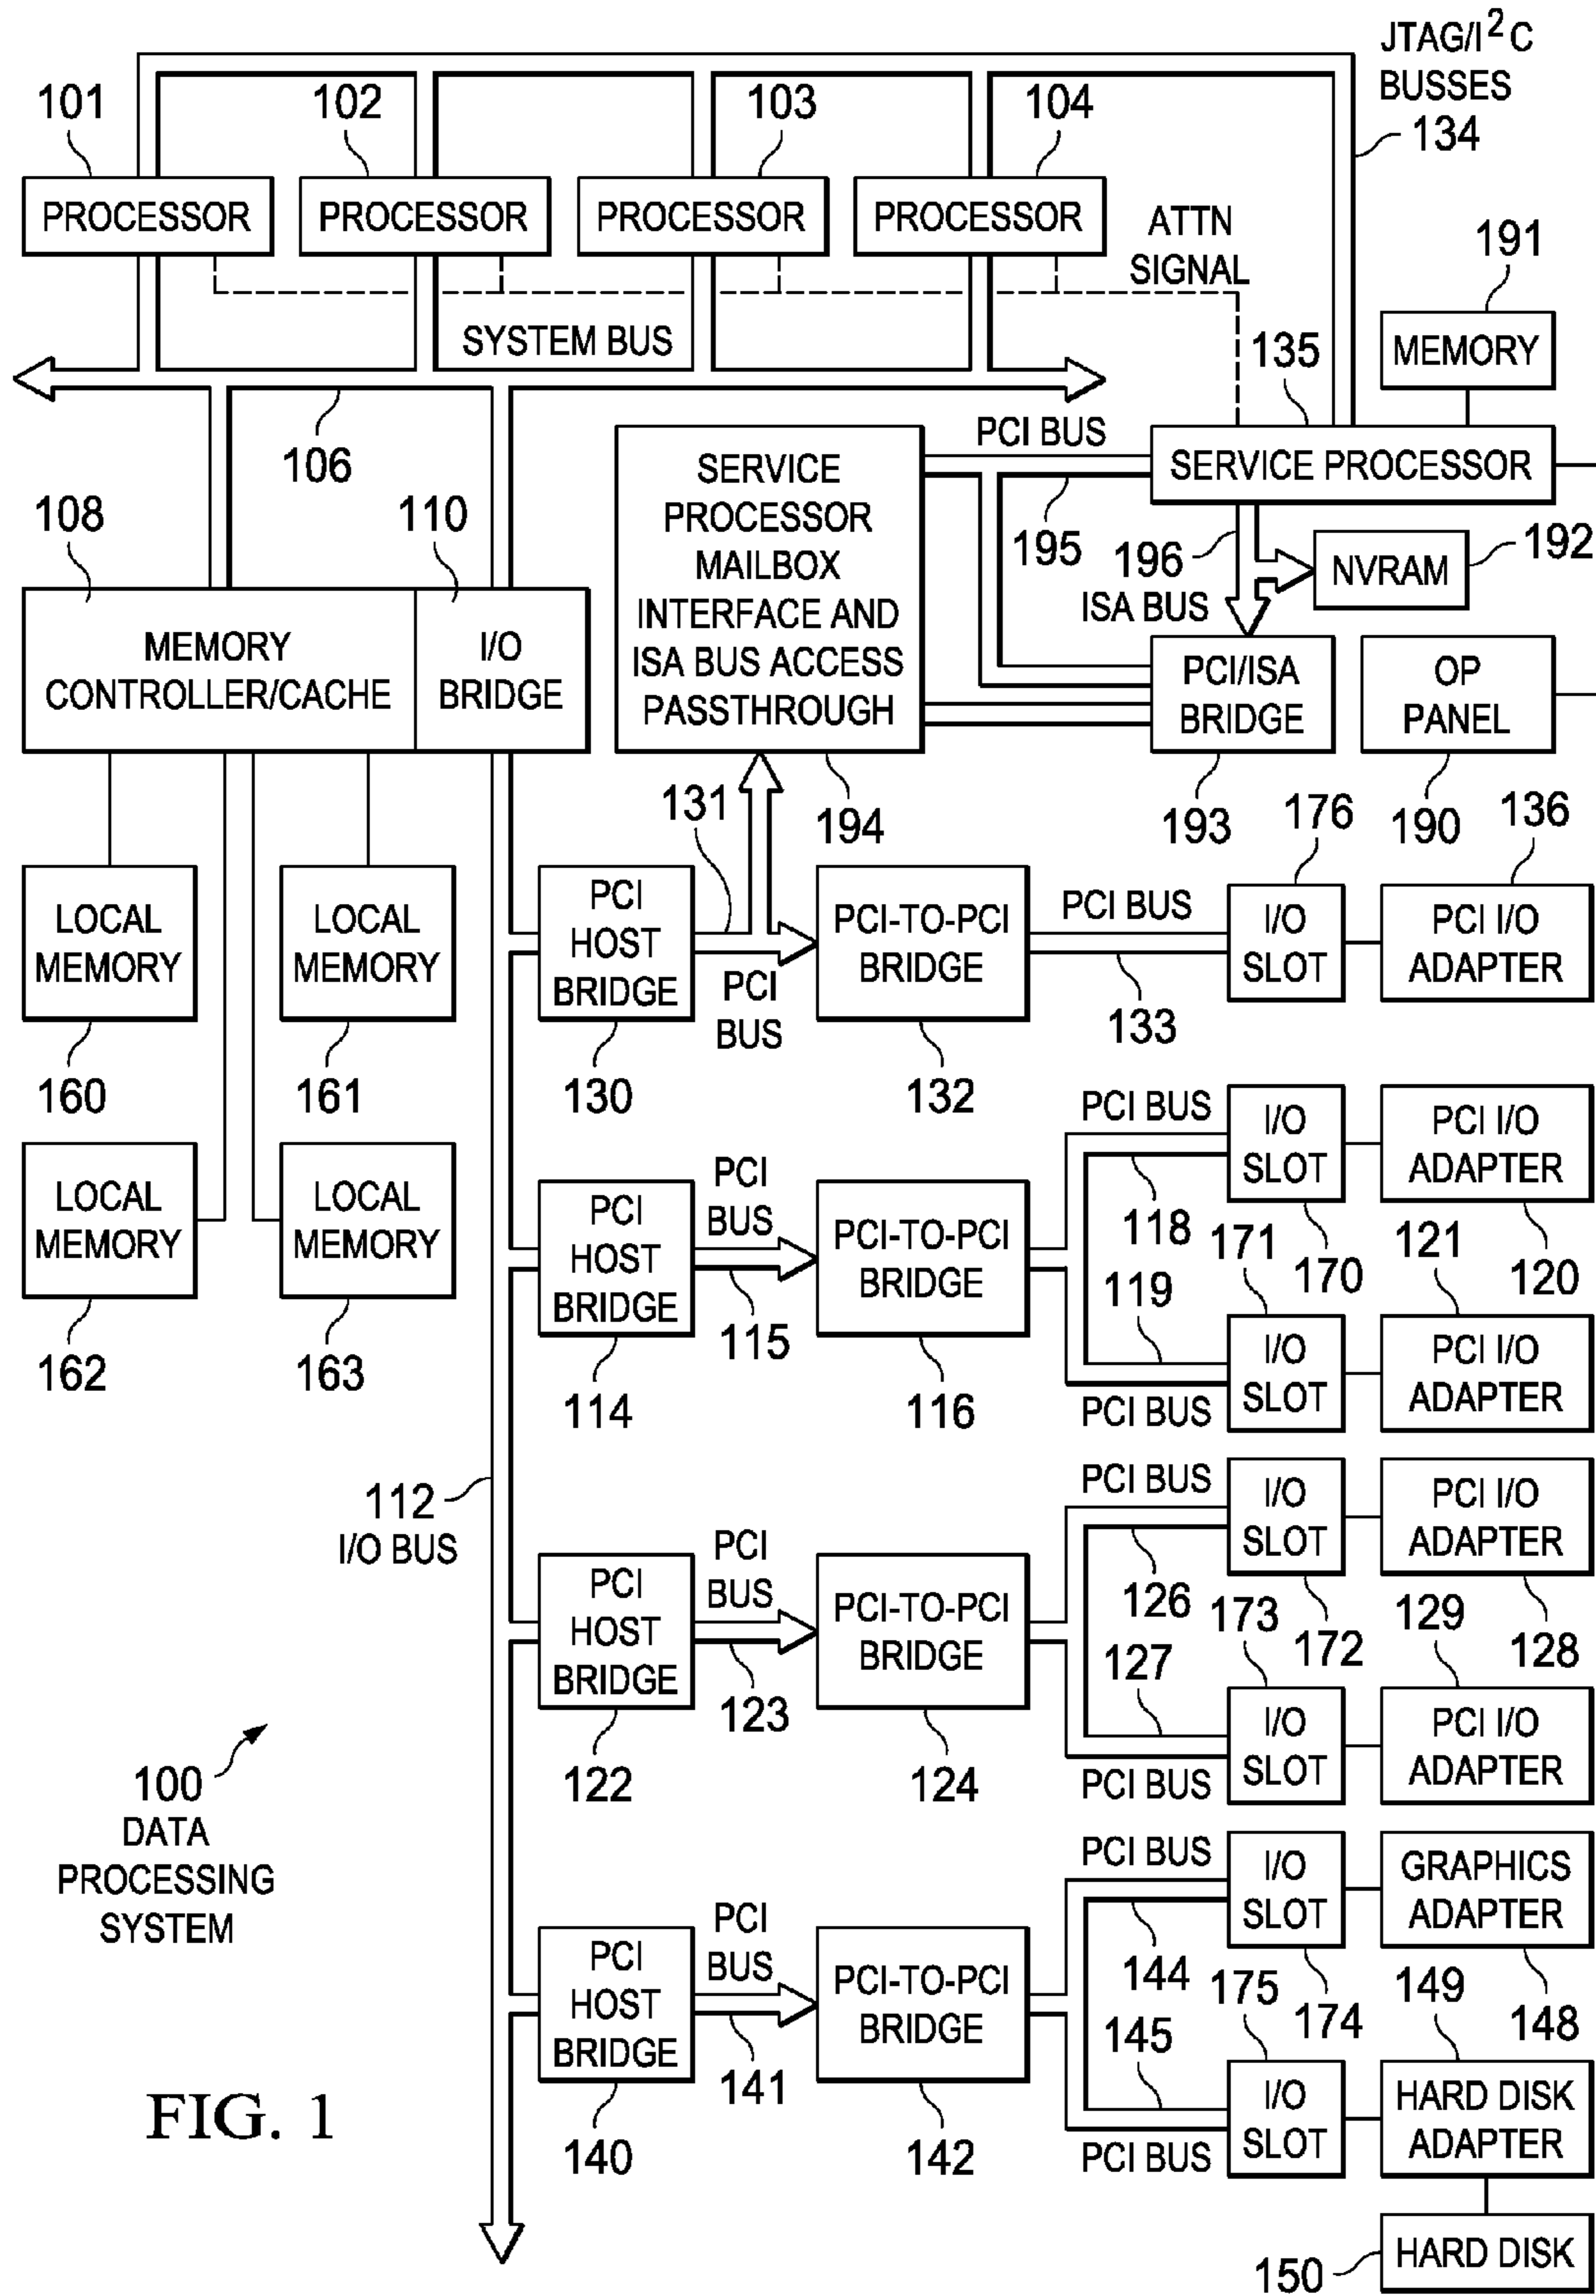 JTAG/I²C
BUSSES
134
101
102
103
104
PROCESSOR
PROCESSOR
PROCESSOR
PROCESSOR
ATTN
SIGNAL
191
MEMORY
SYSTEM BUS
135
106
PCI BUS
SERVICE PROCESSOR
195
196
ISA BUS
NVRAM
192
108
110
MEMORY
CONTROLLER/CACHE
I/O
BRIDGE
SERVICE
PROCESSOR
MAILBOX
INTERFACE AND
ISA BUS ACCESS
PASSTHROUGH
194
PCI/ISA
BRIDGE
193
OP
PANEL
190
LOCAL
MEMORY
160
LOCAL
MEMORY
161
LOCAL
MEMORY
162
LOCAL
MEMORY
163
PCI
HOST
BRIDGE
130
131
PCI
BUS
PCI-TO-PCI
BRIDGE
132
PCI BUS
133
176
I/O
SLOT
136
PCI I/O
ADAPTER
PCI
HOST
BRIDGE
114
PCI
BUS
115
PCI-TO-PCI
BRIDGE
116
PCI BUS
118
I/O
SLOT
170
PCI I/O
ADAPTER
120
119
PCI BUS
171
I/O
SLOT
121
PCI I/O
ADAPTER
112
I/O BUS
PCI
HOST
BRIDGE
122
PCI
BUS
123
PCI-TO-PCI
BRIDGE
124
PCI BUS
126
I/O
SLOT
172
PCI I/O
ADAPTER
128
127
PCI BUS
173
I/O
SLOT
129
PCI I/O
ADAPTER
100
DATA
PROCESSING
SYSTEM
PCI
HOST
BRIDGE
140
PCI
BUS
141
PCI-TO-PCI
BRIDGE
142
PCI BUS
144
I/O
SLOT
174
GRAPHICS
ADAPTER
148
145
PCI BUS
175
I/O
SLOT
149
HARD DISK
ADAPTER
150
HARD DISK
FIG. 1